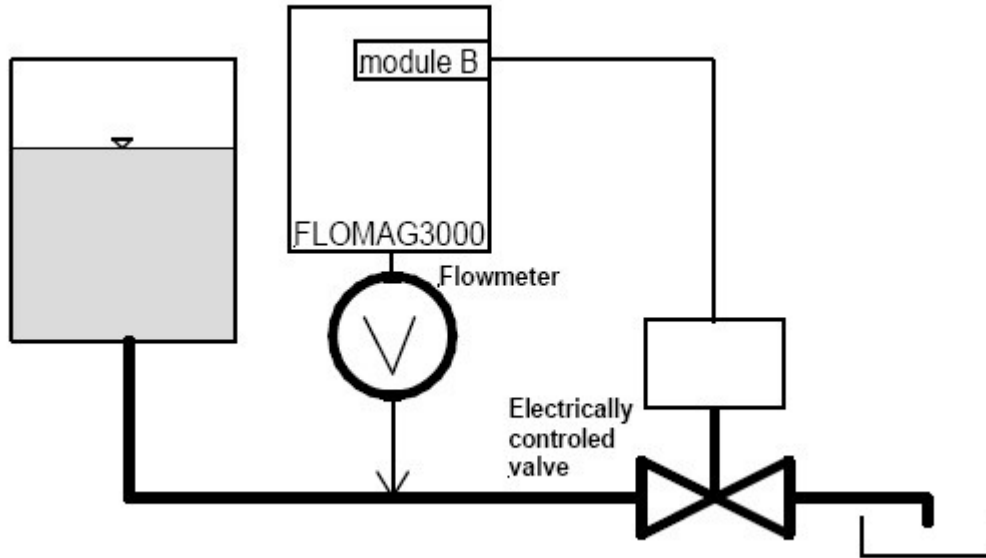 module B
FLOMAG3000
Flowmeter
Electrically
controled
valve